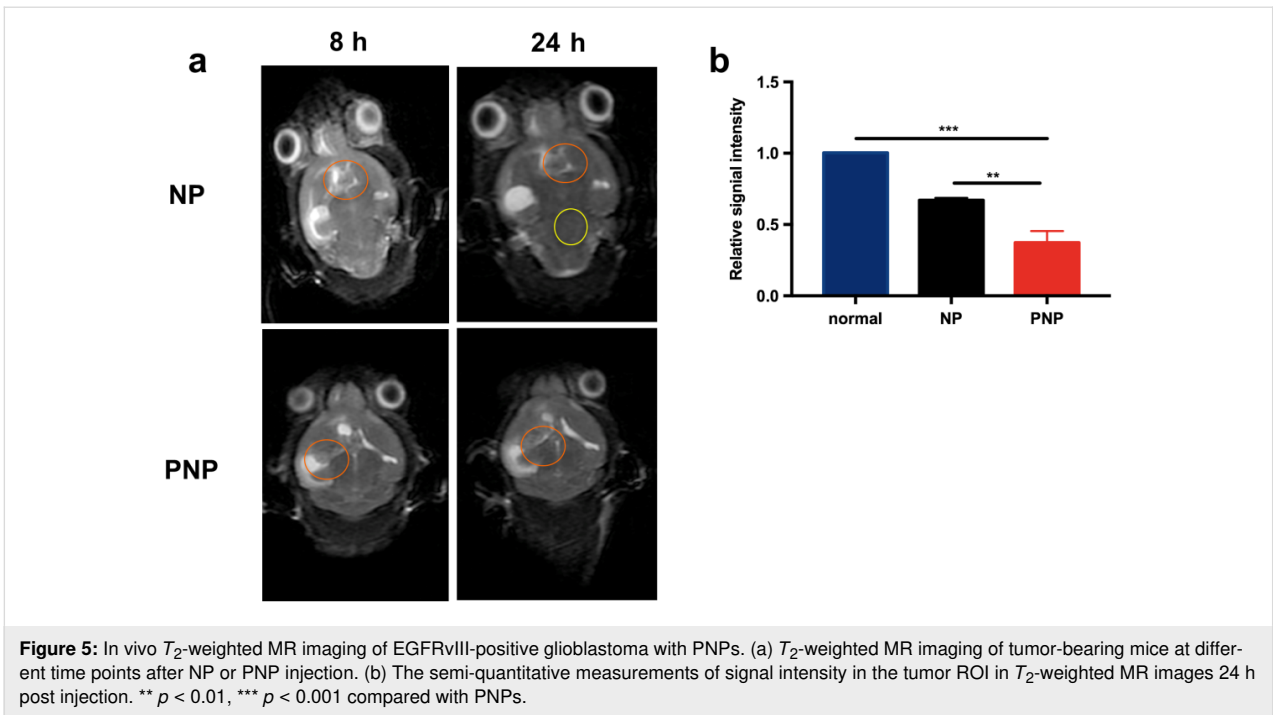 a
8 h
24 h
NP
PNP
b
Relative signial intensity
1.5
1.0
0.5
0.0
***
**
normal
NP
PNP
Figure 5: In vivo T2-weighted MR imaging of EGFRvIII-positive glioblastoma with PNPs. (a) T2-weighted MR imaging of tumor-bearing mice at differ-
ent time points after NP or PNP injection. (b) The semi-quantitative measurements of signal intensity in the tumor ROI in T2-weighted MR images 24 h
post injection. ** p < 0.01, *** p < 0.001 compared with PNPs.